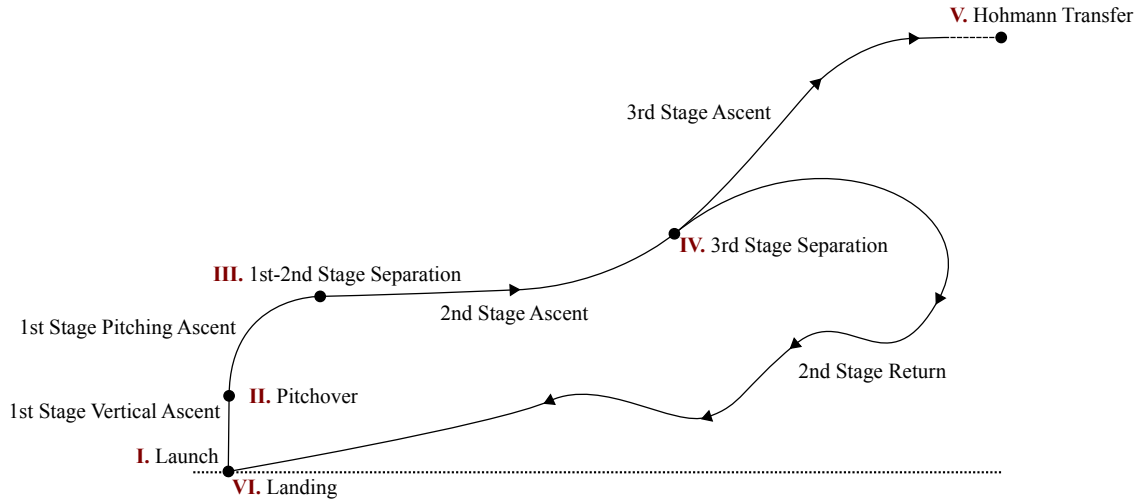 V. Hohmann Transfer
3rd Stage Ascent
IV. 3rd Stage Separation
III. 1st-2nd Stage Separation
2nd Stage Ascent
1st Stage Pitching Ascent
2nd Stage Return
II. Pitchover
1st Stage Vertical Ascent
I. Launch
VI. Landing